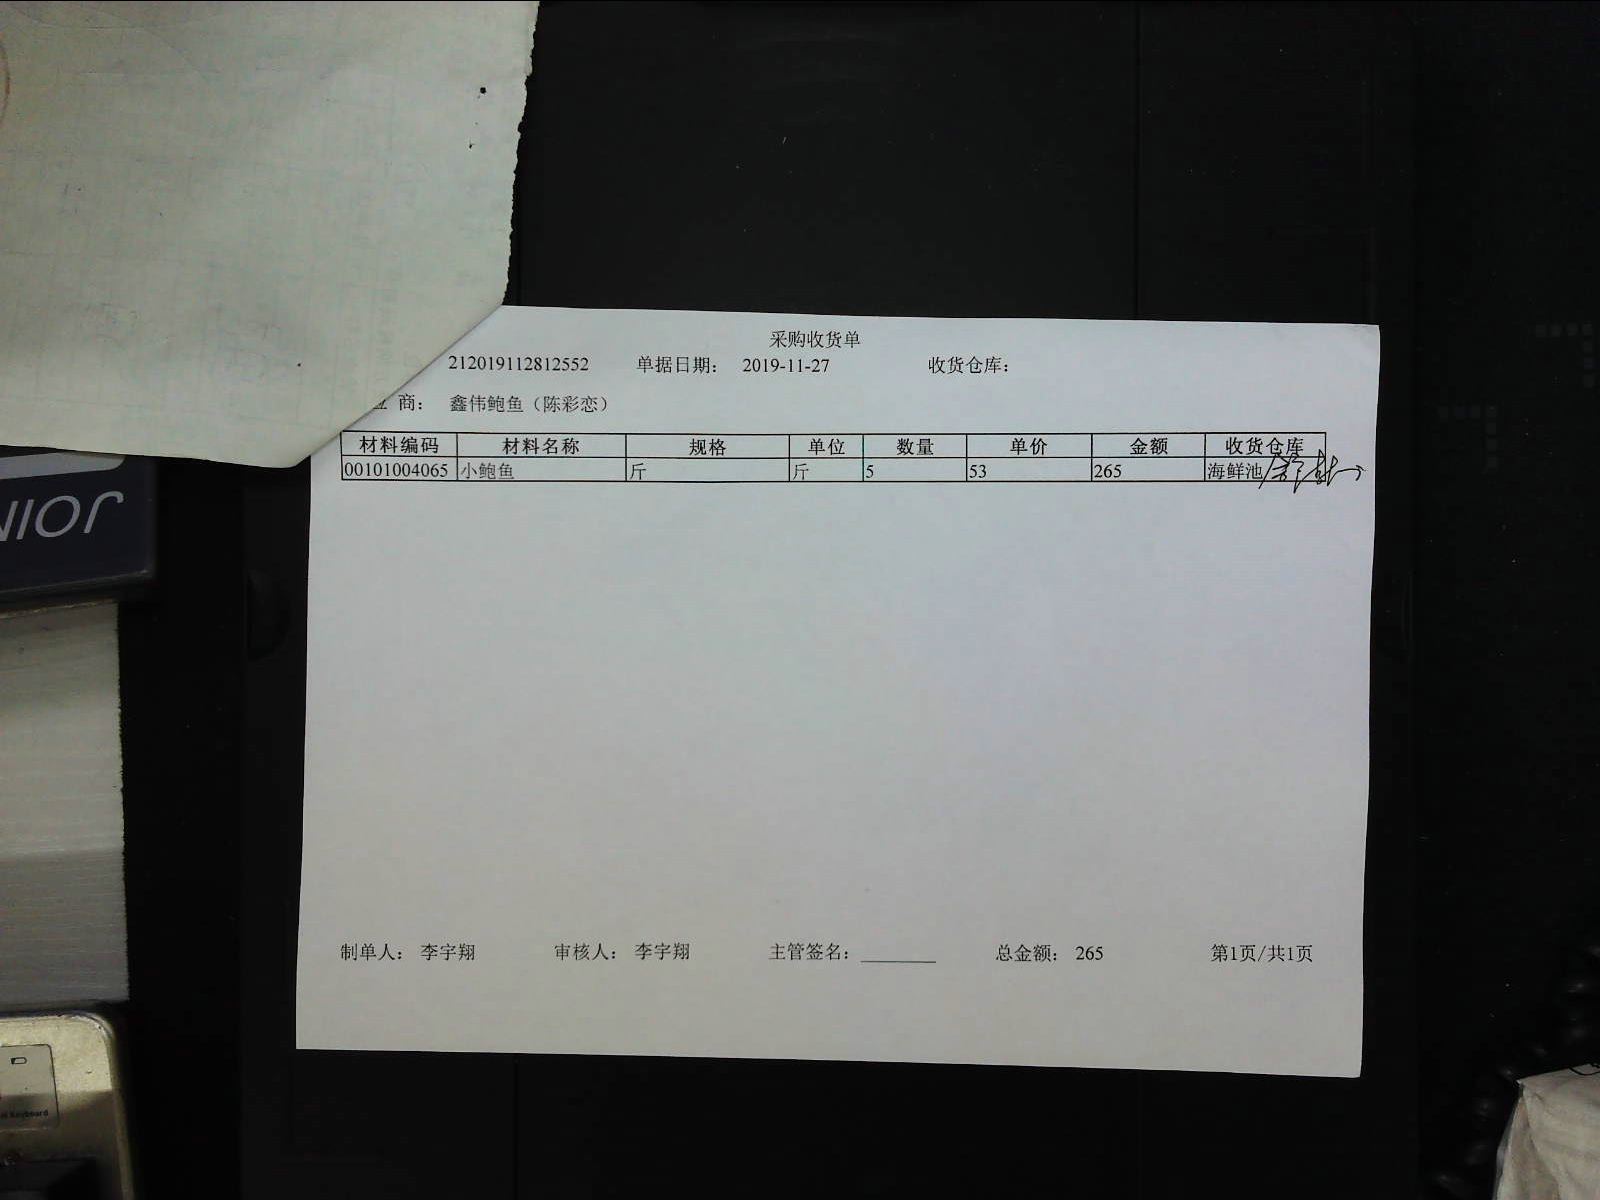 采购收货单
212019112812552 单据日期： 2019-11-27 收货仓库：
商： 鑫伟鲍鱼（陈彩恋）
材料编码 材料名称 规格 单位 数量 单价 金额 收货仓库
00101004065 小鲍鱼 斤 斤 5 53 265 海鲜池
制单人： 李宇翔 审核人： 李宇翔 主管签名： 总金额： 265 第1页/共1页
Keyboard